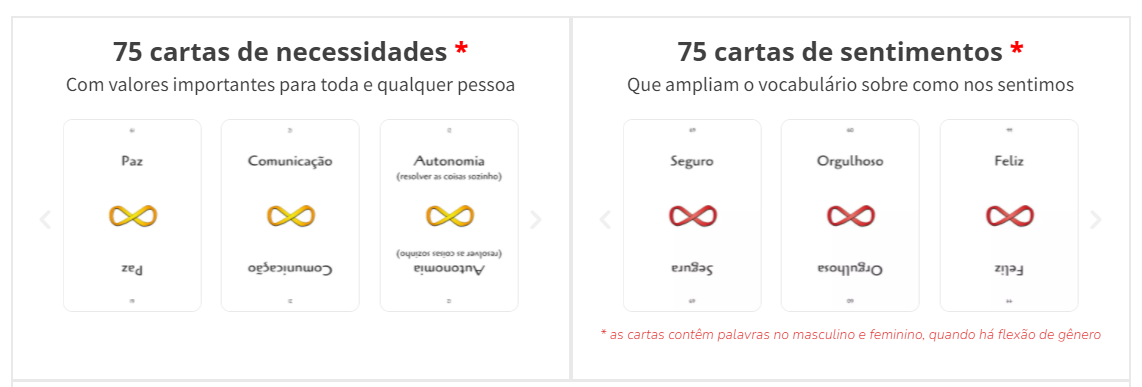 75 cartas de necessidades *
Com valores importantes para toda e qualquer pessoa
Paz
Paz
Comunicação
Comunicação
Autonomia
(resolver as coisas sozinho)
(resolver as coisas sozinho)
Autonomia
75 cartas de sentimentos *
Que ampliam o vocabulário sobre como nos sentimos
Seguro
Segura
Orgulhoso
Orgulhosa
Feliz
Feliz
* as cartas contêm palavras no masculino e feminino, quando há flexão de gênero